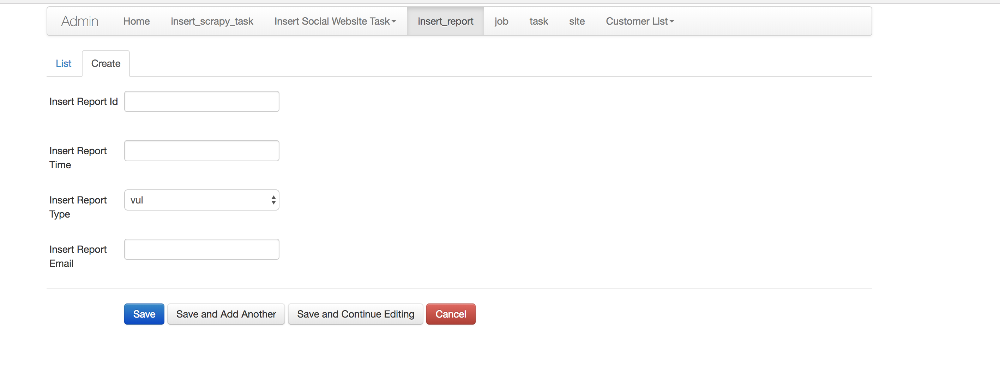 Admin Home insert_scrapy_task Insert Social Website Task insert_report job task site Customer List
List Create
Insert Report Id
Insert Report
Time
Insert Report
Type
vul
Insert Report
Email
Save Save and Add Another Save and Continue Editing Cancel